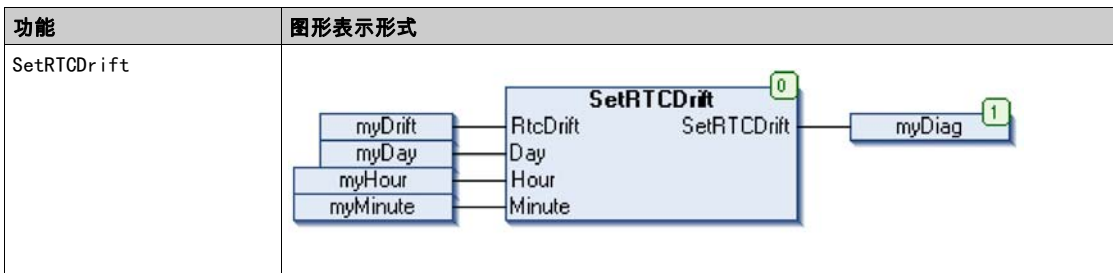 功能 图形表示形式
SetRTCDrift
0
SetRTCDrift
myDrift RtcDrift SetRTCDrift myDiag 1
myDay Day
myHour Hour
myMinute Minute